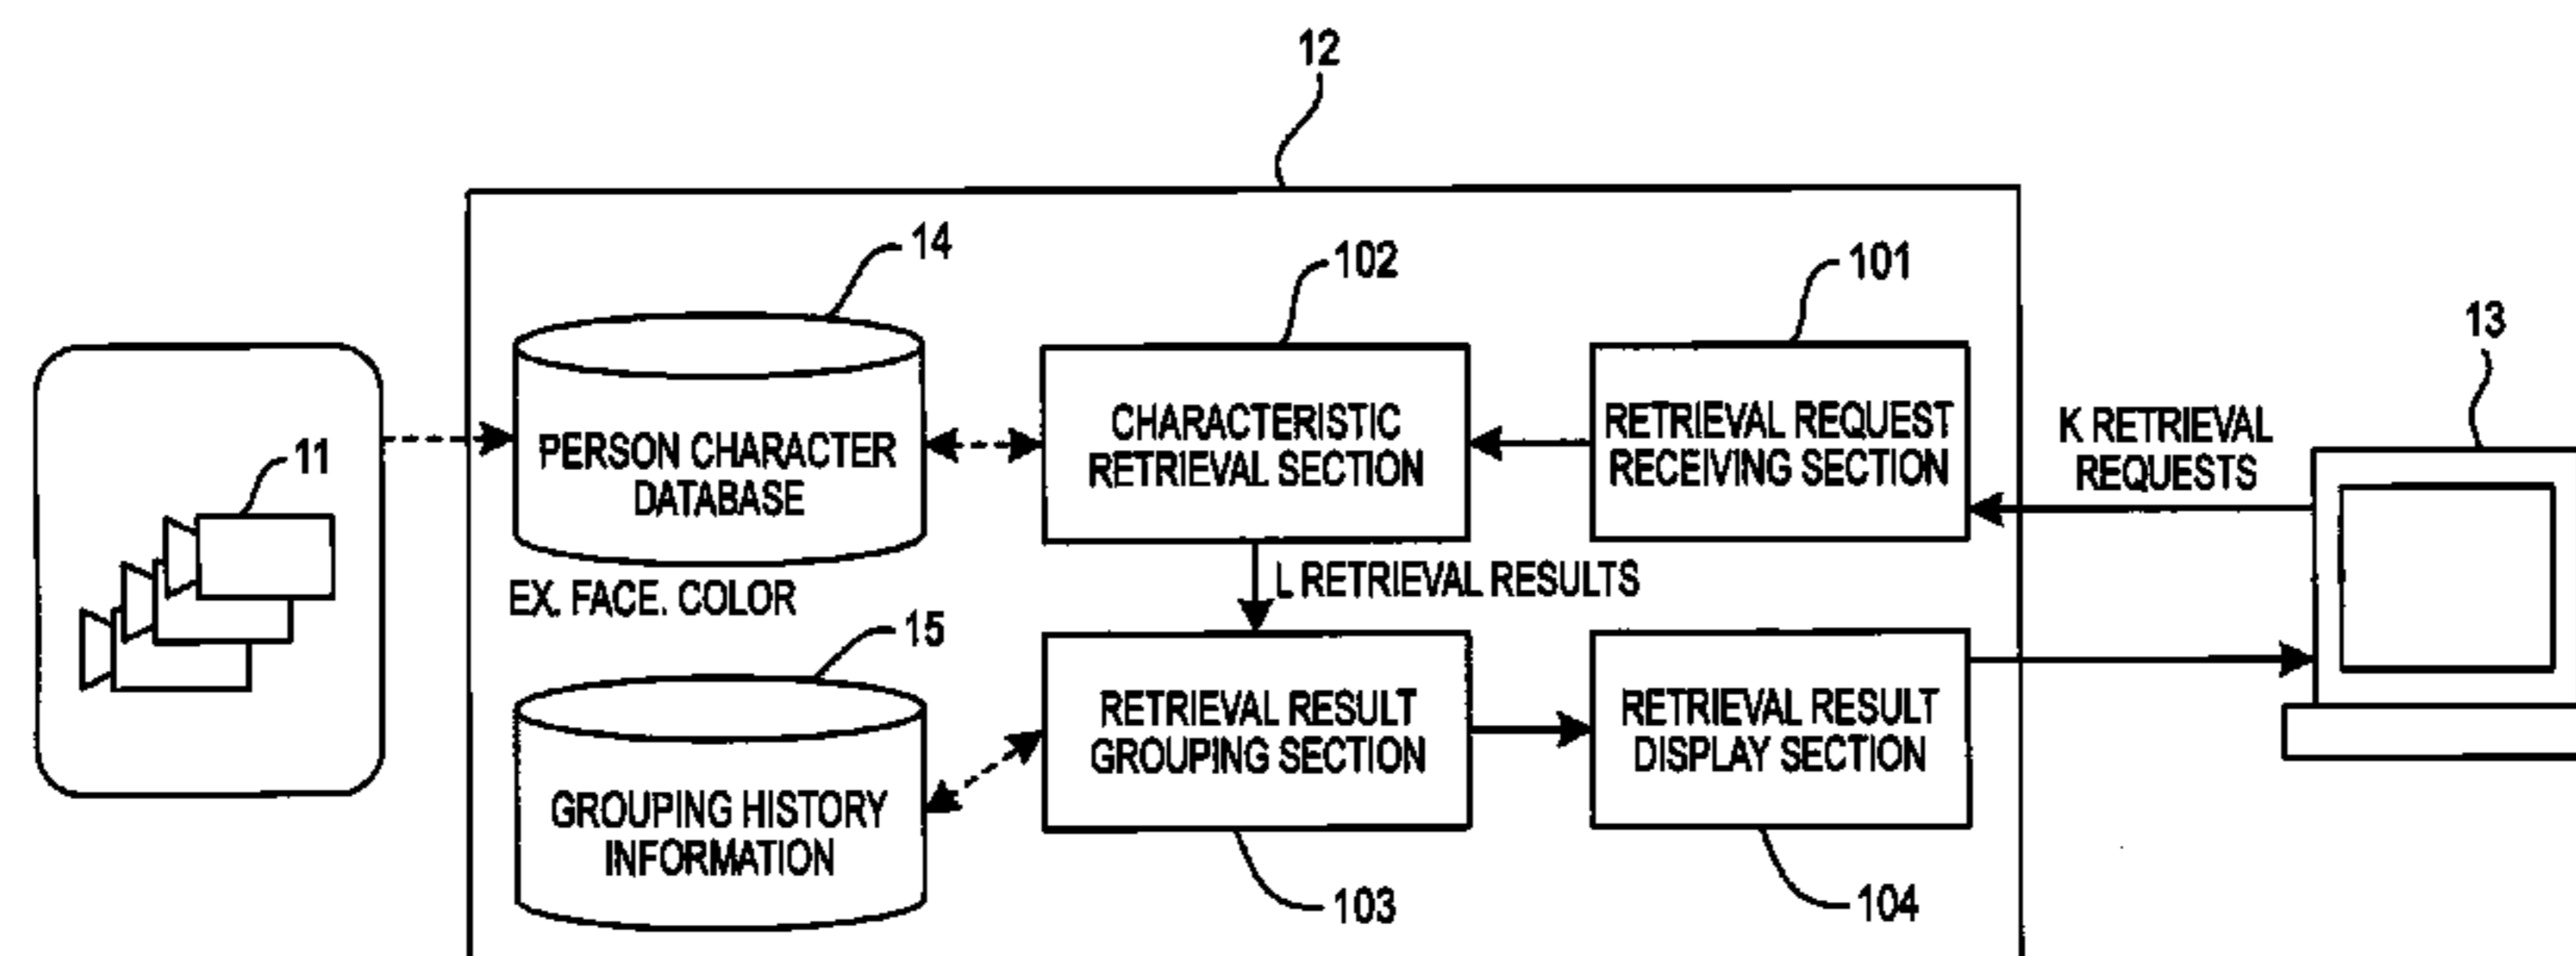 12
14
102
101
13
11
PERSON CHARACTER
DATABASE
CHARACTERISTIC
RETRIEVAL SECTION
RETRIEVAL REQUEST
RECEIVING SECTION
K RETRIEVAL
REQUESTS
EX. FACE. COLOR
L RETRIEVAL RESULTS
15
GROUPING HISTORY
INFORMATION
RETRIEVAL RESULT
GROUPING SECTION
RETRIEVAL RESULT
DISPLAY SECTION
103
104